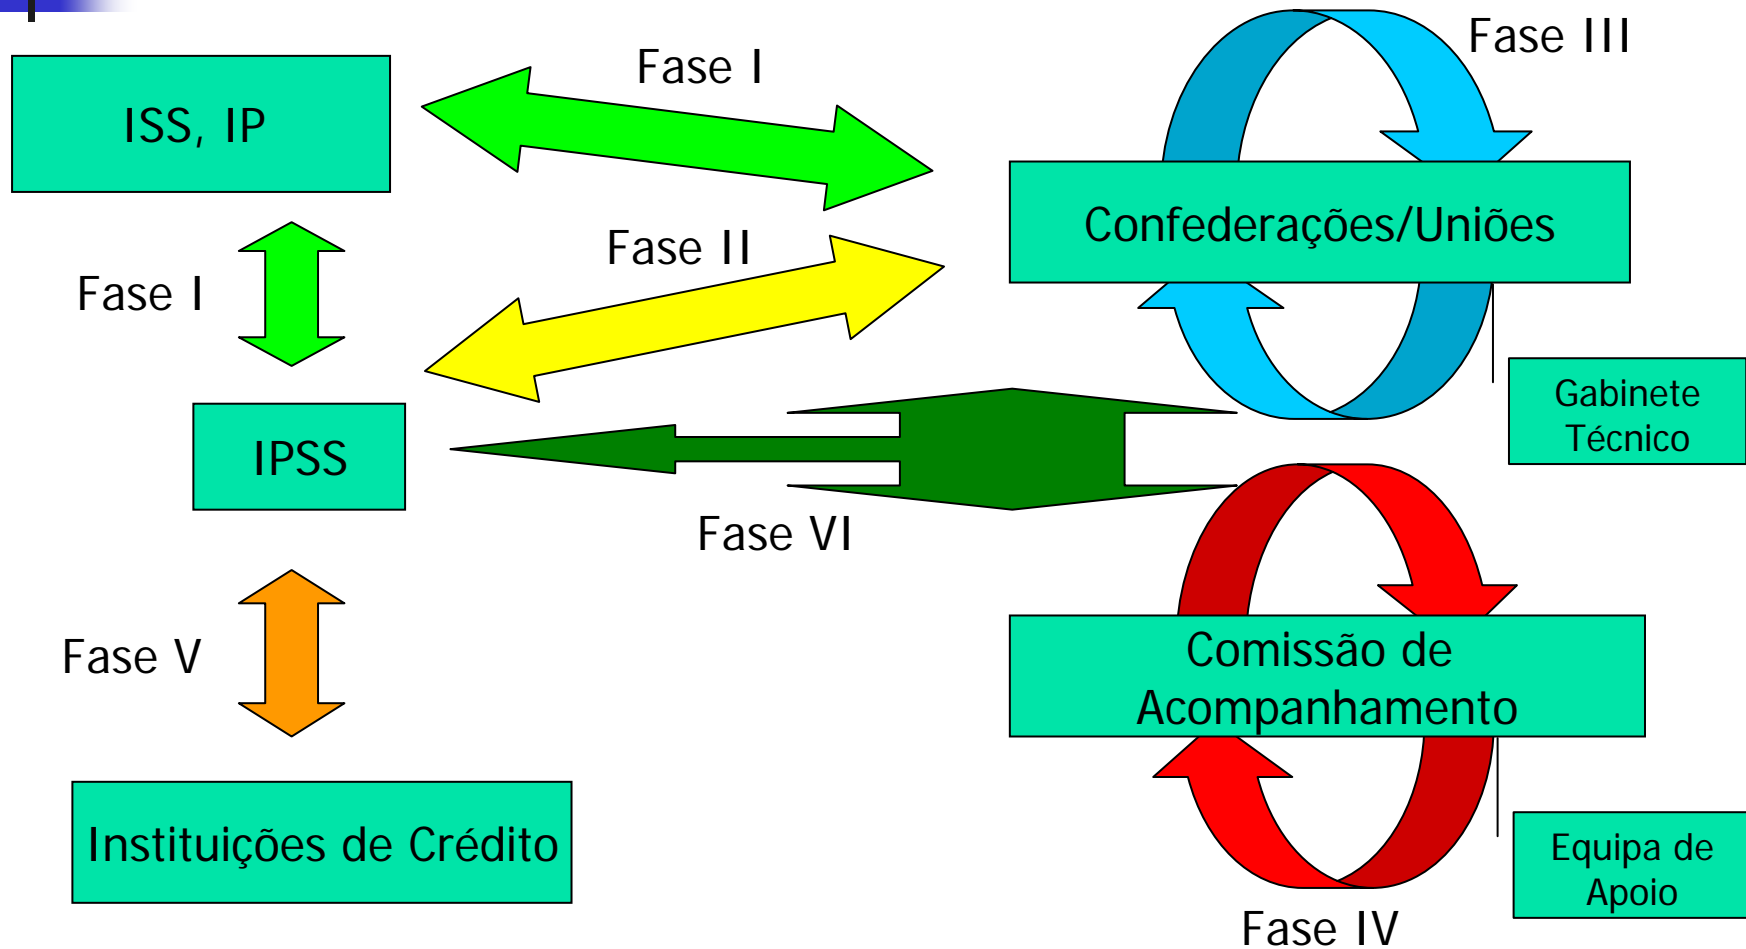 Fase III
Fase I
ISS, IP
Confederações/Uniões
Fase II
Fase I
Gabinete
Técnico
IPSS
Fase VI
Fase V
Comissão de
Acompanhamento
Instituições de Crédito
Equipa de
Apoio
Fase IV